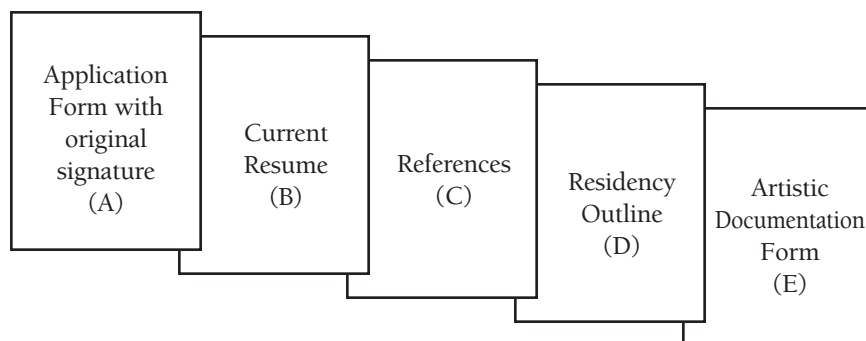 Application
Form with
original
signature
(A)
Current
Resume
(B)
References
(C)
Residency
Outline
(D)
Artistic
Documentation
Form
(E)